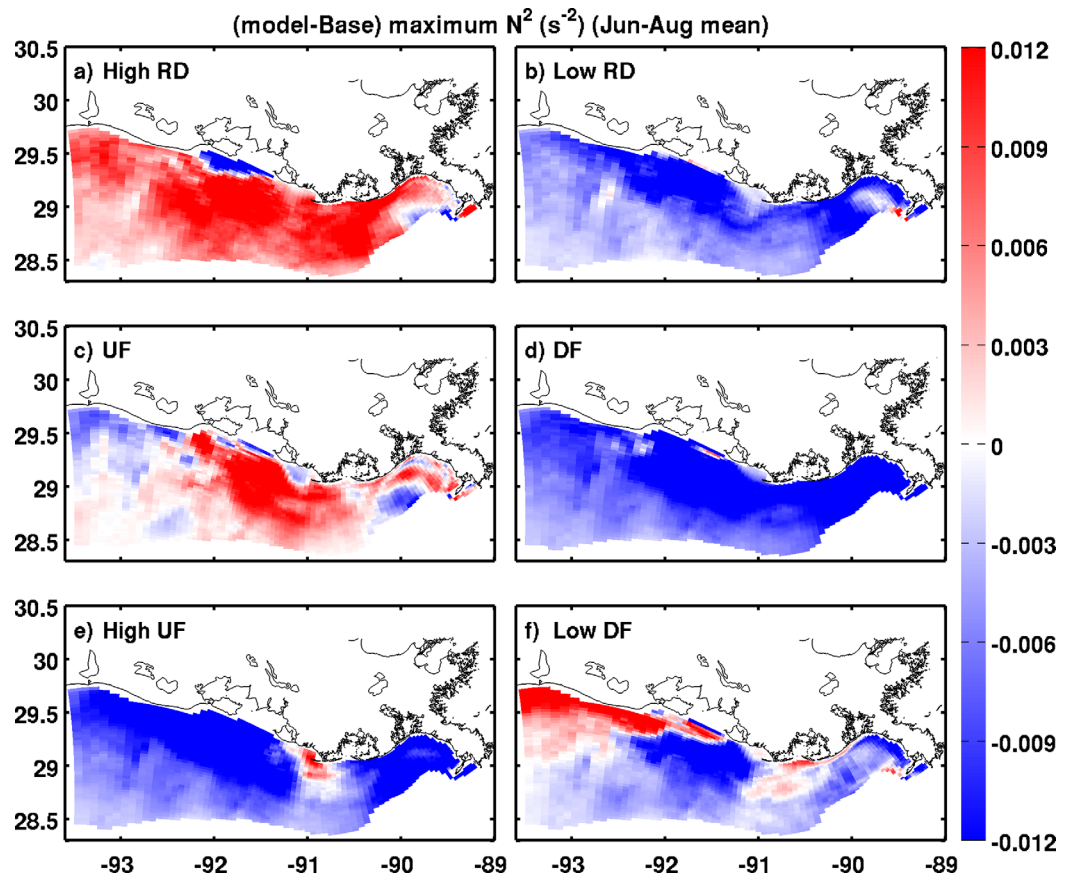 (model-Base) maximum N² (s⁻²) (Jun-Aug mean)
a) High RD
b) Low RD
30.5
30
29.5
29
28.5
c) UF
d) DF
30.5
30
29.5
29
28.5
e) High UF
f) Low DF
30.5
30
29.5
29
28.5
-93 -92 -91 -90 -89
-93 -92 -91 -90 -89
0.012
0.009
0.006
0.003
0
-0.003
-0.006
-0.009
-0.012